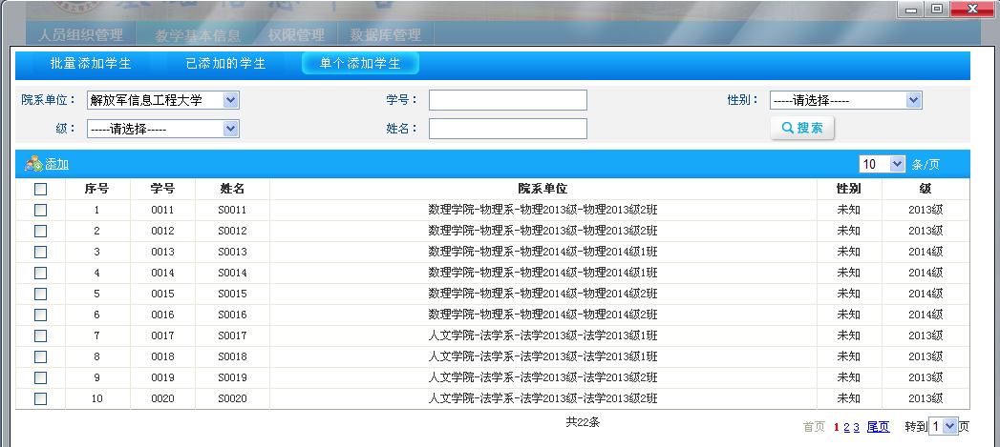 人员组织管理 教学基本信息 权限管理 数据库管理
批量添加学生 已添加的学生 单个添加学生
院系单位： 解放军信息工程大学 学号： 性别： -----请选择-----
级： -----请选择----- 姓名： 搜索
添加 10 条/页
序号 学号 姓名 院系单位 性别 级
1 0011 S0011 数理学院-物理系-物理2013级-物理2013级2班 未知 2013级
2 0012 S0012 数理学院-物理系-物理2013级-物理2013级2班 未知 2013级
3 0013 S0013 数理学院-物理系-物理2014级-物理2014级1班 未知 2014级
4 0014 S0014 数理学院-物理系-物理2014级-物理2014级1班 未知 2014级
5 0015 S0015 数理学院-物理系-物理2014级-物理2014级2班 未知 2014级
6 0016 S0016 数理学院-物理系-物理2014级-物理2014级2班 未知 2014级
7 0017 S0017 人文学院-法学系-法学2013级-法学2013级1班 未知 2013级
8 0018 S0018 人文学院-法学系-法学2013级-法学2013级1班 未知 2013级
9 0019 S0019 人文学院-法学系-法学2013级-法学2013级2班 未知 2013级
10 0020 S0020 人文学院-法学系-法学2013级-法学2013级2班 未知 2013级
共22条
首页 1 2 3 尾页 转到 1 页